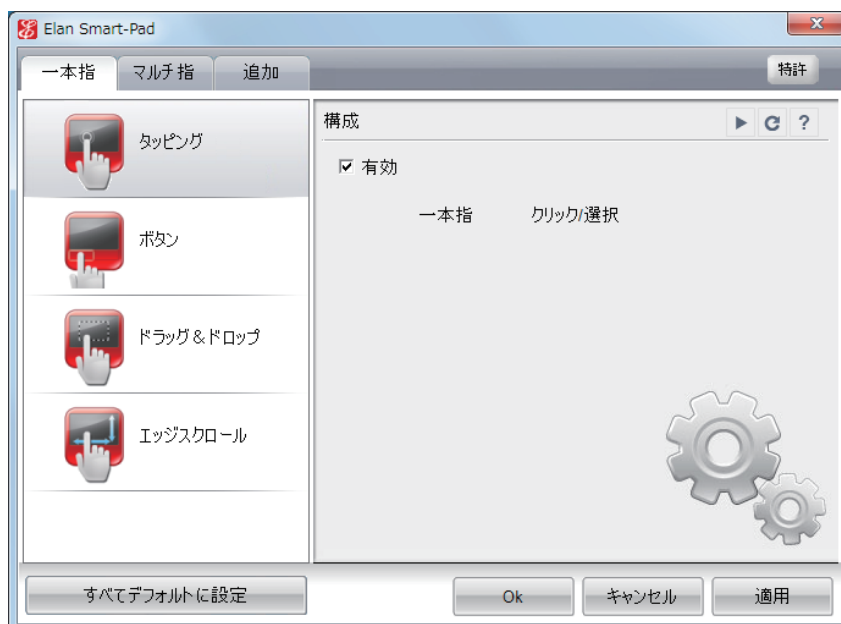 Elan Smart-Pad
一本指 マルチ指 追加 特許
タッピング
ボタン
ドラッグ&ドロップ
エッジスクロール
構成
?
有効
一本指 クリック/選択
すべてデフォルトに設定 Ok キャンセル 適用